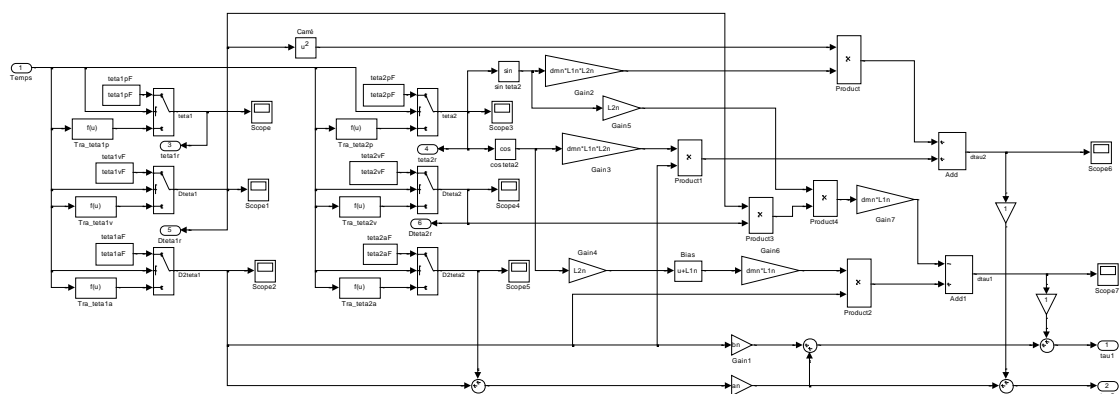 Carré
u²
1
Temps
teta1pF
teta1pF
teta1
Scope
f(u)
Tra_teta1p
3
teta1r
teta1vF
teta1vF
Dteta1
Scope1
f(u)
Tra_teta1v
5
Dteta1r
teta1aF
teta1aF
D2teta1
Scope2
f(u)
Tra_teta1a
teta2pF
teta2pF
teta2
Scope3
f(u)
Tra_teta2p
4
teta2r
teta2vF
teta2vF
Dteta2
Scope4
f(u)
Tra_teta2v
6
Dteta2r
teta2aF
teta2aF
D2teta2
Scope5
f(u)
Tra_teta2a
sin
sin teta2
cos
cos teta2
dmn*L1n*L2n
Gain2
L2n
Gain5
dmn*L1n*L2n
Gain3
×
Product
×
Product1
×
Product3
×
Product4
dmn*L1n
Gain7
Gain4
L2n
Bias
u+L1n
Gain6
dmn*L1n
×
Product2
Add
dtau2
Scope6
1
Add1
dtau1
Scope7
1
bn
Gain1
an
1
tau1
2